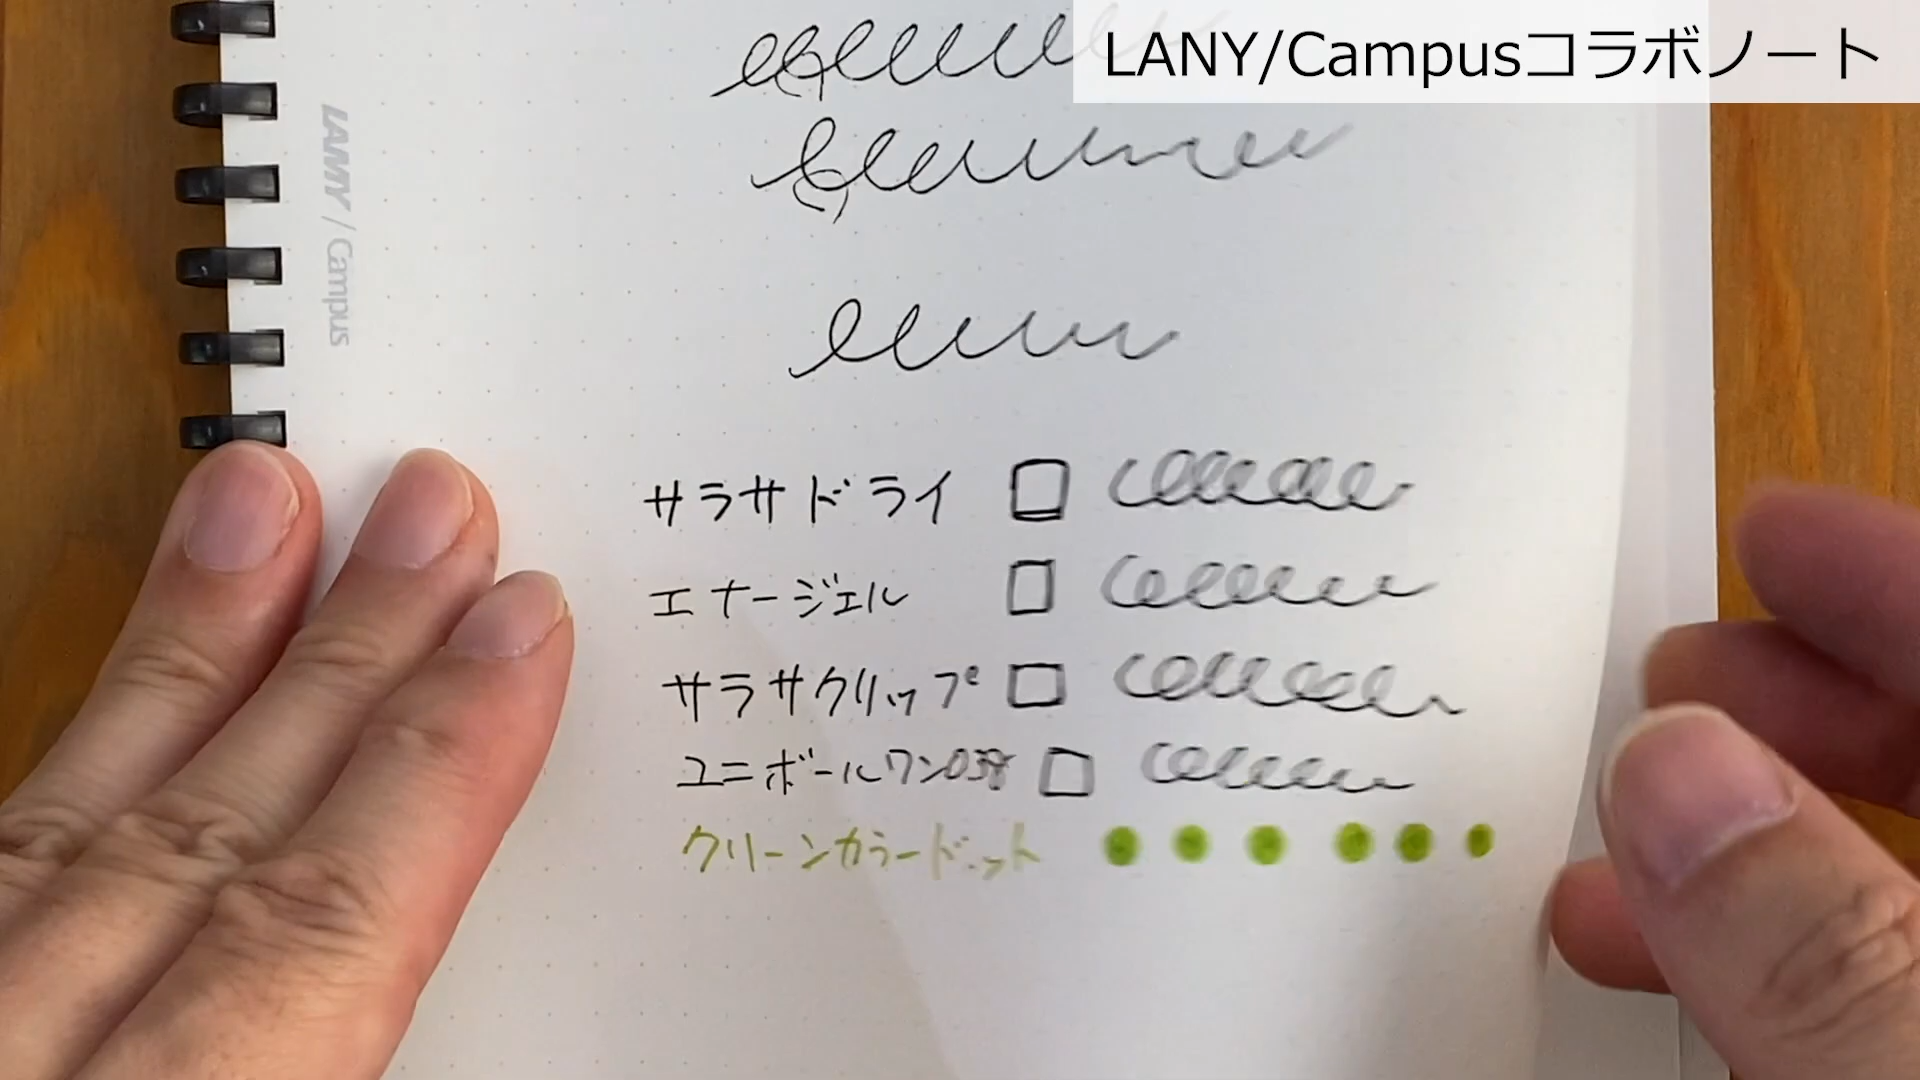 LANY/Campusコラボノート
LAMY / Campus
サラサドライ
エナージェル
サラサクリップ
ユニボールワン038
クリーンカラードット